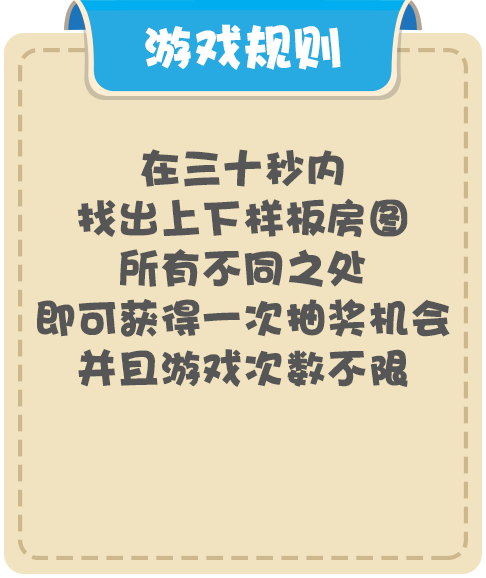 游戏规则
在三十秒内
找出上下样板房图
所有不同之处
即可获得一次抽奖机会
并且游戏次数不限